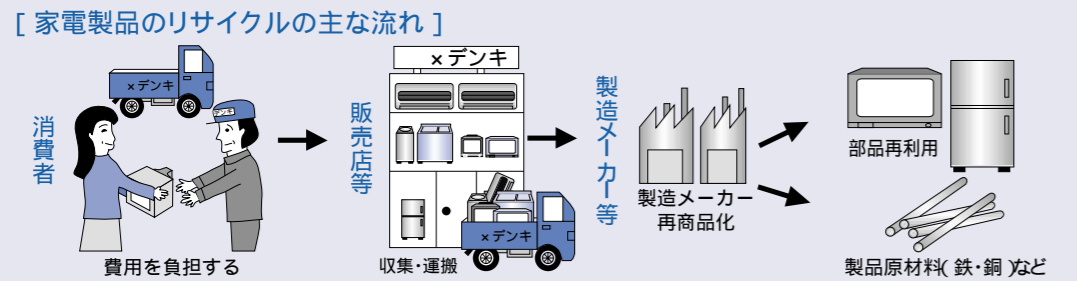 [ 家電製品のリサイクルの主な流れ ]
×デンキ
デンキ
消費者
費用を負担する
×デンキ
販売店等
×デンキ
収集・運搬
製造メーカー等
製造メーカー
再商品化
部品再利用
製品原材料( 鉄・銅 )など